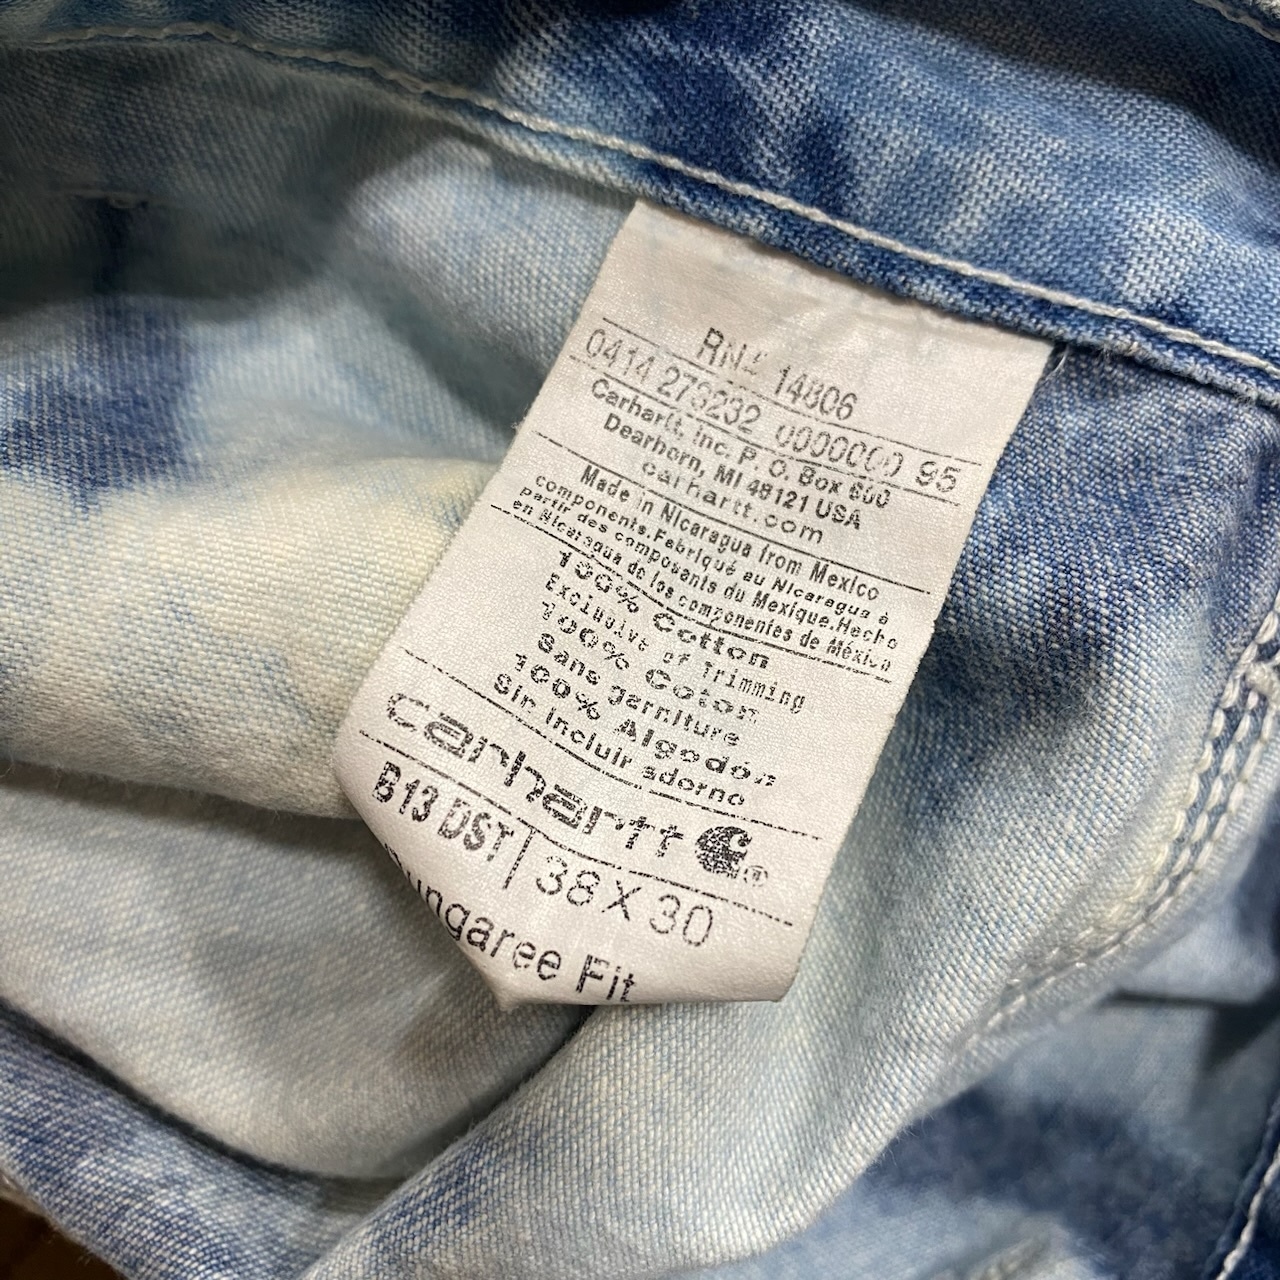 RN# 14806
0414 273232 0000000 95
Carhartt, Inc. P. O. Box 600
Dearborn, MI 48121 USA
carhartt.com
Made in Nicaragua from Mexico
components.Fabriqué au Nicaragua à
partir des composants du Mexique.Hecho
en Nicaragua de los componentes de México
100% Cotton
Exclusive of Trimming
100% Coton
Sans garniture
100% Algodón
Sin incluir adorno
carhartt ®
B13 DST 38 X 30
Dungaree Fit